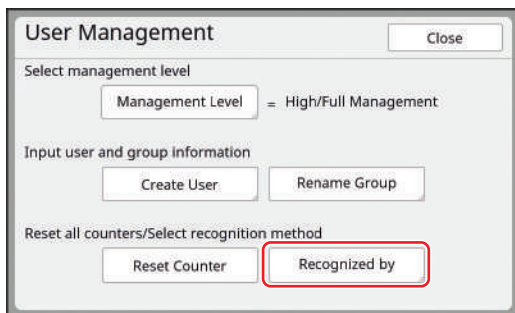 User Management Close
Select management level
Management Level = High/Full Management
Input user and group information
Create User Rename Group
Reset all counters/Select recognition method
Reset Counter Recognized by